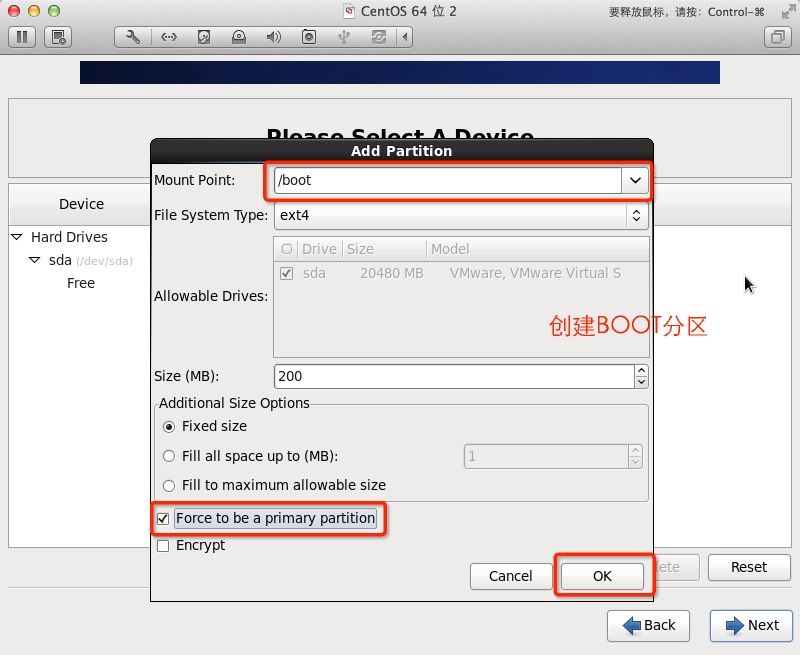 CentOS 64 位 2
要释放鼠标，请按：Control-⌘
Please Select A Device
Add Partition
Mount Point: /boot
File System Type: ext4
Drive Size Model
sda 20480 MB VMware, VMware Virtual S
Allowable Drives:
Device
Hard Drives
sda (/dev/sda)
Free
创建BOOT分区
Size (MB): 200
Additional Size Options
Fixed size
Fill all space up to (MB): 1
Fill to maximum allowable size
Force to be a primary partition
Encrypt
Cancel OK Reset
Back Next